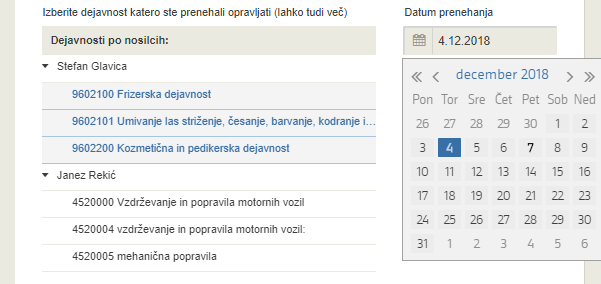 Izberite dejavnost katero ste prenehali opravljati (lahko tudi več)
Dejavnosti po nosilcih:
Stefan Glavica
9602100 Frizerska dejavnost
9602101 Umivanje las striženje, česanje, barvanje, kodranje i...
9602200 Kozmetična in pedikerska dejavnost
Janez Rekić
4520000 Vzdrževanje in popravila motornih vozil
4520004 vzdrževanje in popravila motornih vozil:
4520005 mehanična popravila
Datum prenehanja
4.12.2018
« < december 2018 > »
Pon Tor Sre Čet Pet Sob Ned
26 27 28 29 30 1 2
3 4 5 6 7 8 9
10 11 12 13 14 15 16
17 18 19 20 21 22 23
24 25 26 27 28 29 30
31 1 2 3 4 5 6